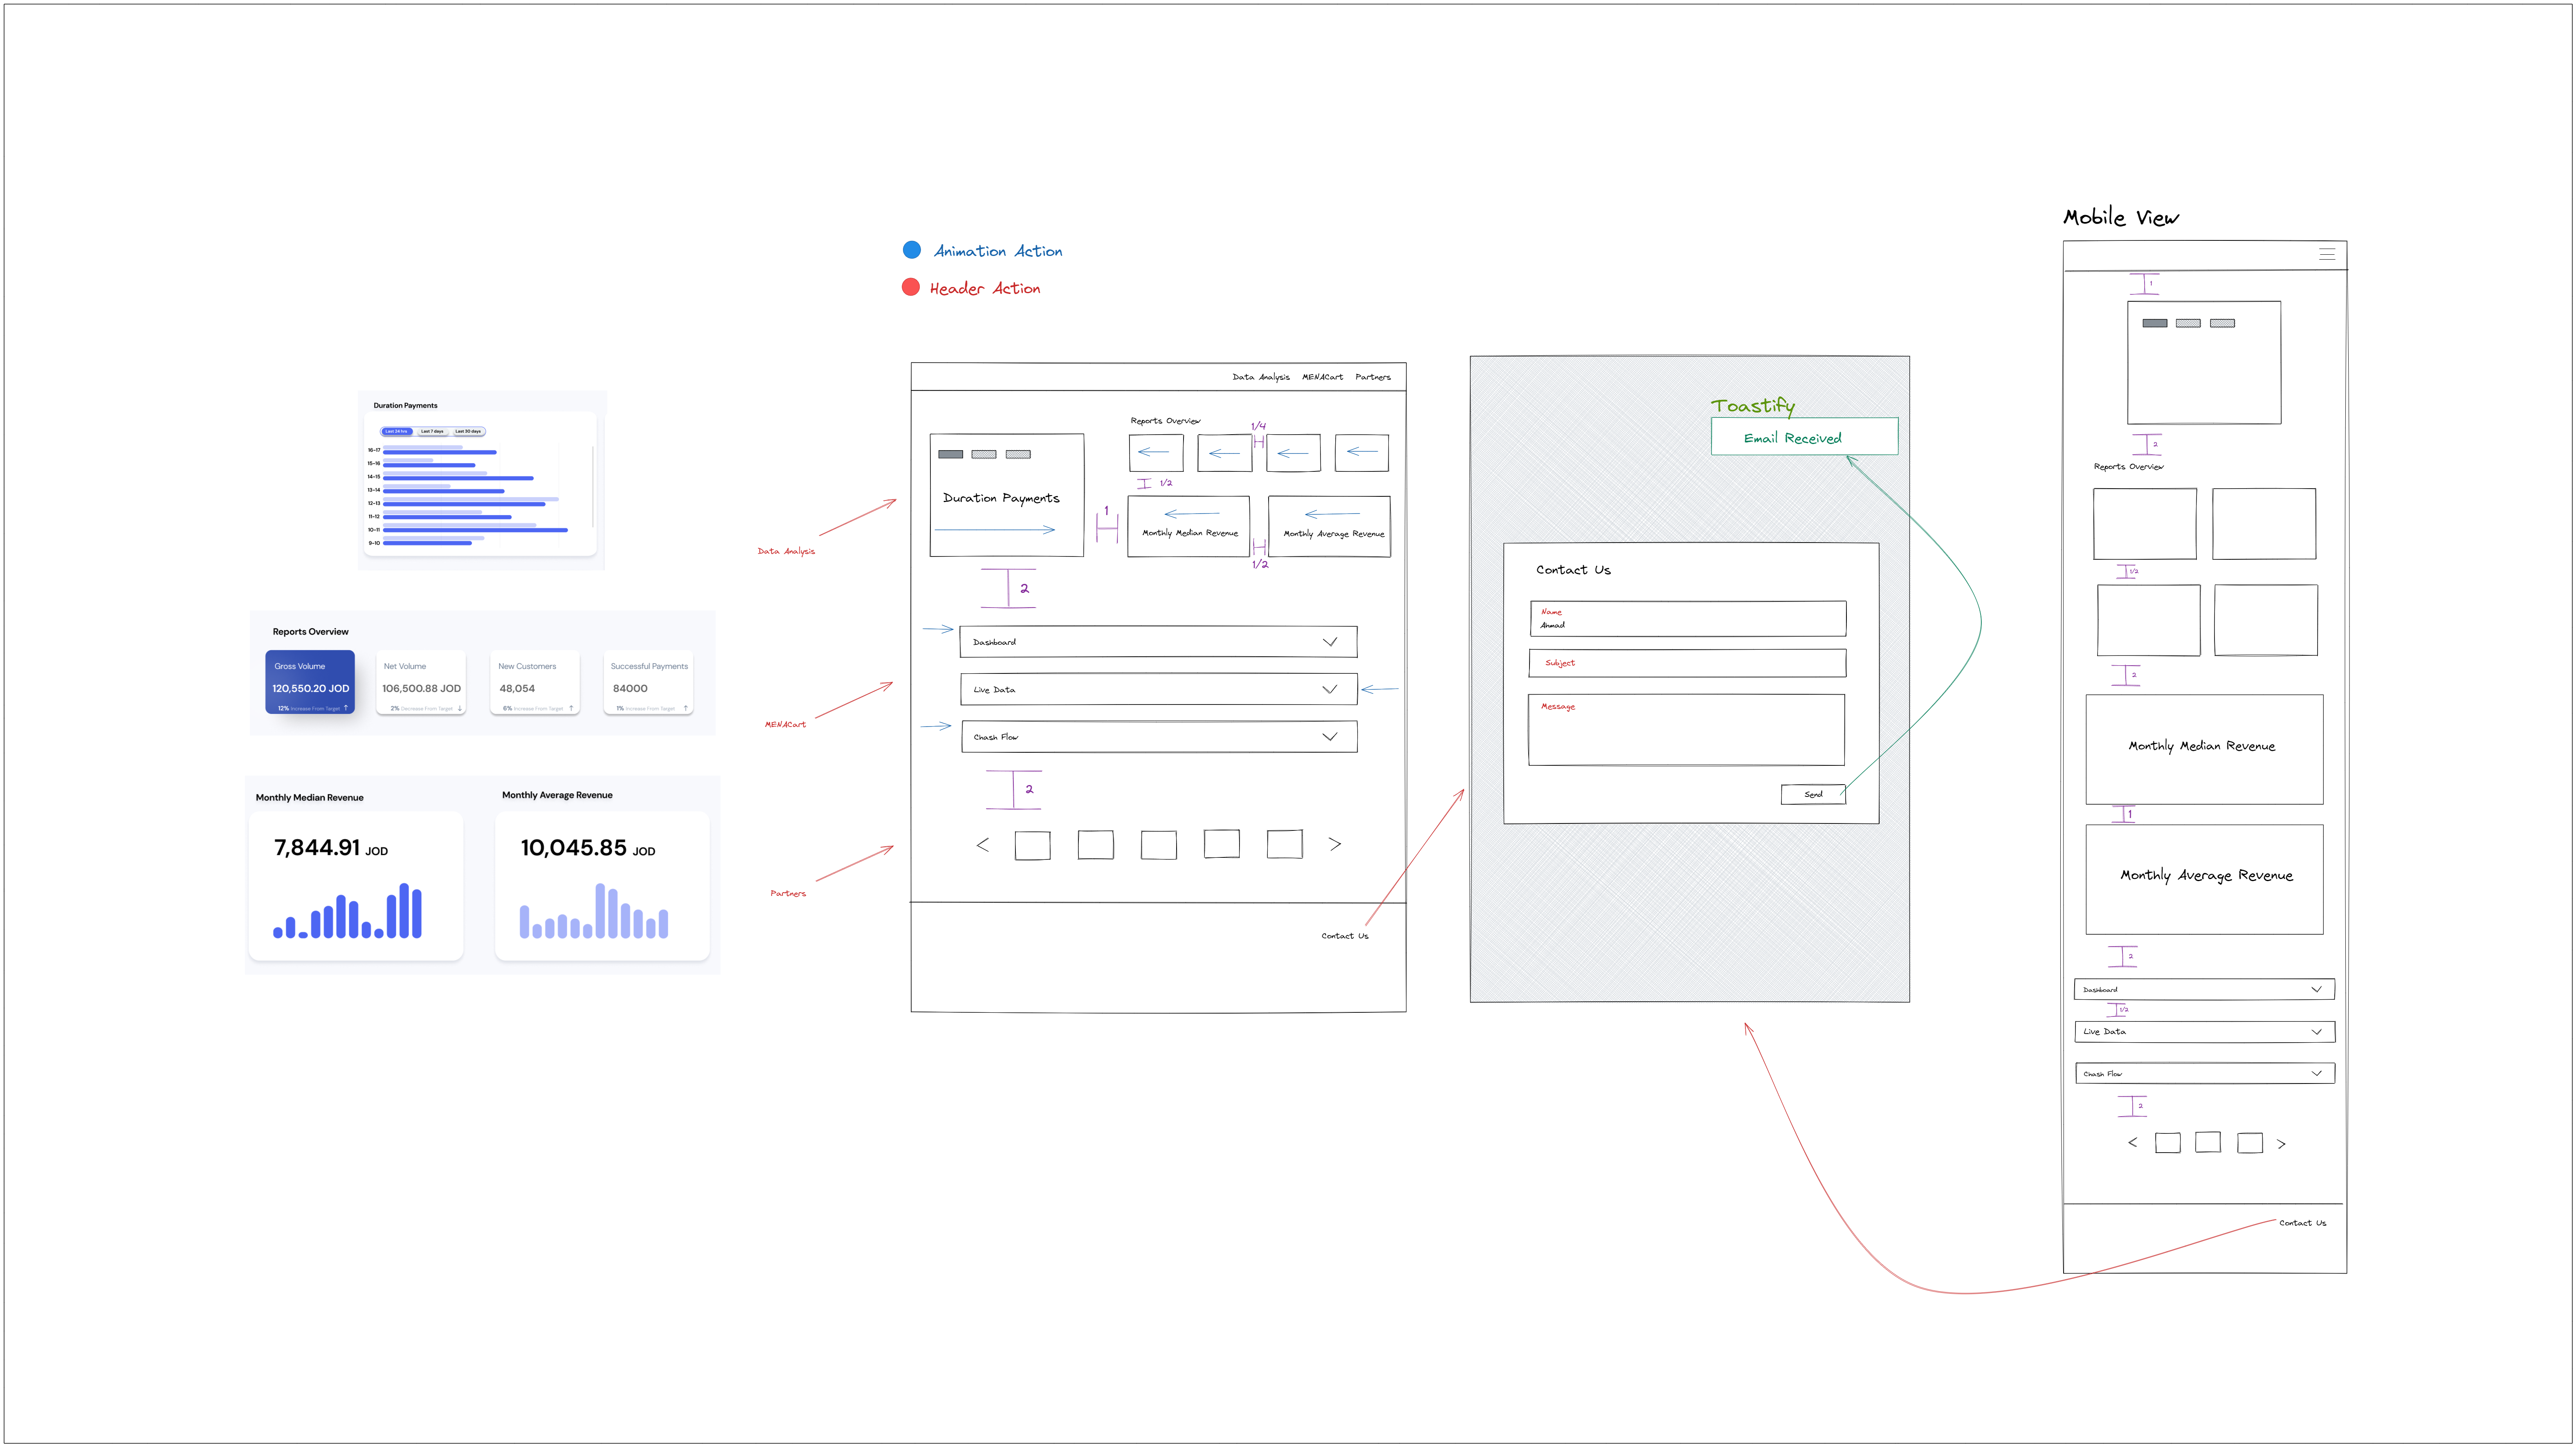 Mobile View
Animation Action
Header Action
Duration Payments
Last 24 hrs Last 7 days Last 30 days
16-17
15-16
14-15
13-14
12-13
11-12
10-11
9-10
Reports Overview
Gross Volume
120,550.20 JOD
12% Increase From Target ↑
Net Volume
106,500.88 JOD
2% Decrease From Target ↓
New Customers
48,054
6% Increase From Target ↑
Successful Payments
84000
1% Increase From Target ↑
Monthly Median Revenue
7,844.91 JOD
Monthly Average Revenue
10,045.85 JOD
Data Analysis
MENACart
Partners
Data Analysis MENACart Partners
Reports Overview
1/4
Duration Payments
1/2
1
Monthly Median Revenue
Monthly Average Revenue
1/2
2
Dashboard
Live Data
Chash Flow
2
< >
Contact Us
Toastify
Email Received
Contact Us
Name
Ahmad
Subject
Message
Send
1
2
Reports Overview
1/2
2
Monthly Median Revenue
1
Monthly Average Revenue
2
Dashboard
1/2
Live Data
Chash Flow
2
< >
Contact Us